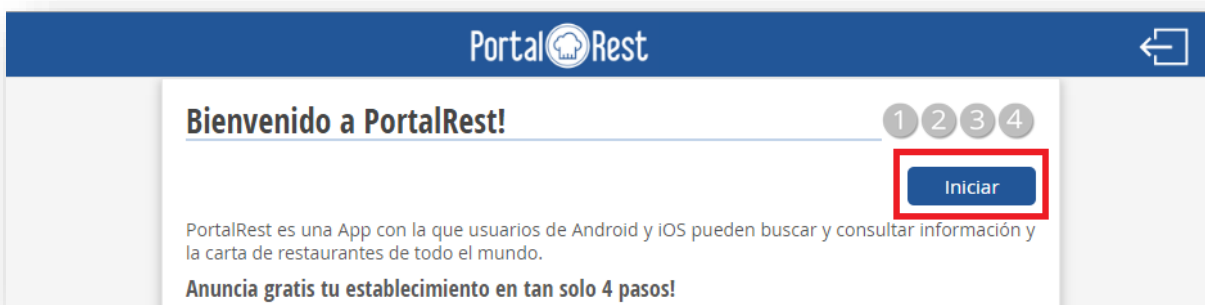 Portal Rest
Bienvenido a PortalRest!
1 2 3 4
Iniciar
PortalRest es una App con la que usuarios de Android y iOS pueden buscar y consultar información y
la carta de restaurantes de todo el mundo.
Anuncia gratis tu establecimiento en tan solo 4 pasos!